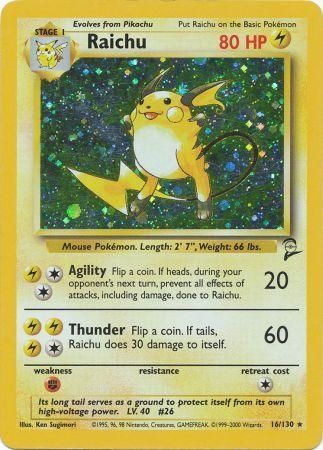 Evolves from Pikachu Put Raichu on the Basic Pokémon
STAGE 1
Raichu 80 HP
Mouse Pokémon. Length: 2' 7", Weight: 66 lbs.
Agility Flip a coin. If heads, during your
opponent's next turn, prevent all effects of
attacks, including damage, done to Raichu.
20
Thunder Flip a coin. If tails,
Raichu does 30 damage to itself.
60
weakness resistance retreat cost
Its long tail serves as a ground to protect itself from its own
high-voltage power. LV. 40 #26
Illus. Ken Sugimori ©1995, 96, 98 Nintendo, Creatures, GAMEFREAK. ©1999-2000 Wizards. 16/130 ★